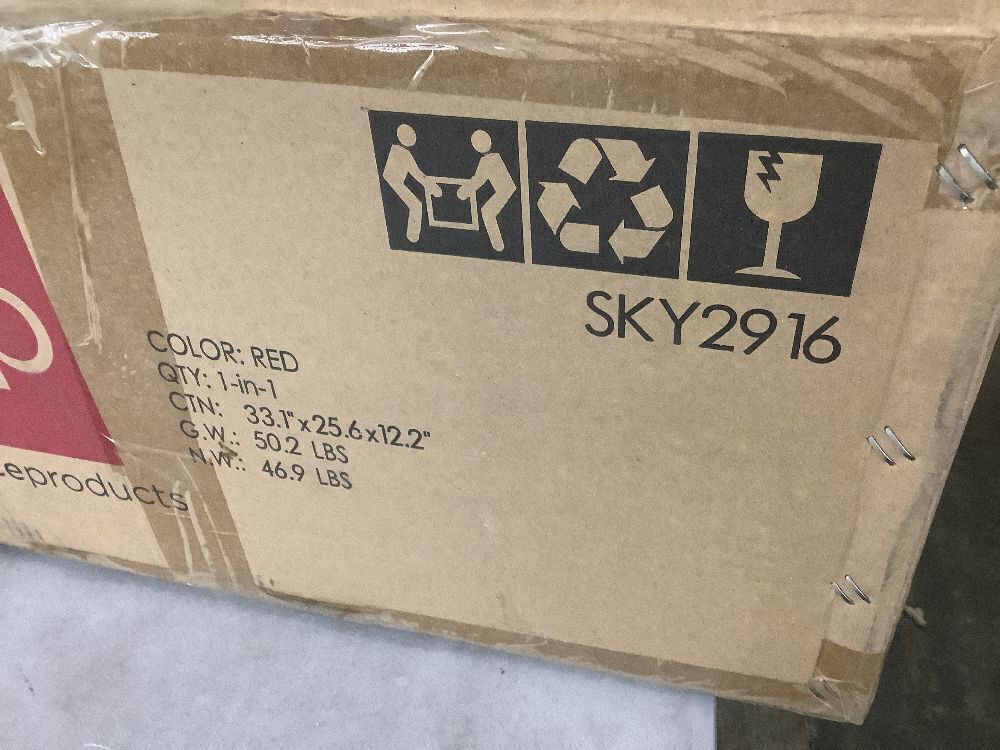 SKY2916
COLOR: RED
QTY: 1-in-1
CTN: 33.1"x25.6x12.2"
G.W.: 50.2 LBS
N.W.: 46.9 LBS